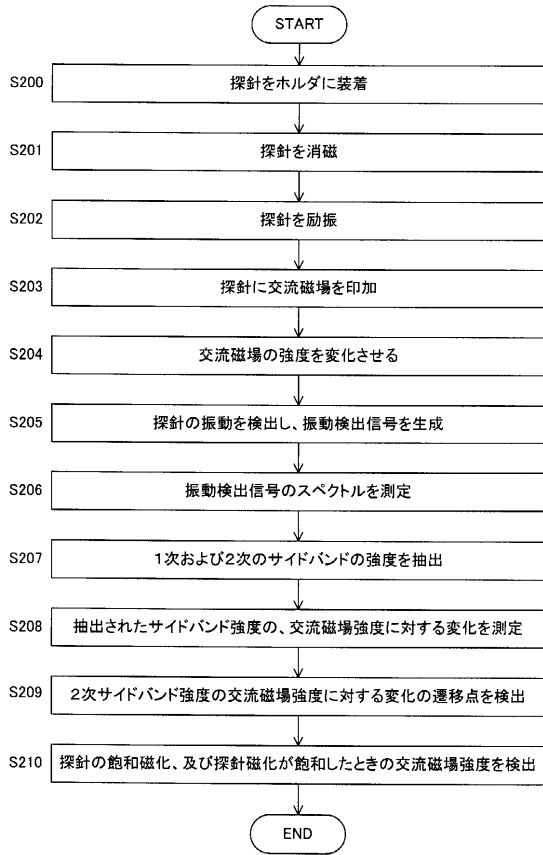 START
S200
探針をホルダに装着
S201
探針を消磁
S202
探針を励振
S203
探針に交流磁場を印加
S204
交流磁場の強度を変化させる
S205
探針の振動を検出し、振動検出信号を生成
S206
振動検出信号のスペクトルを測定
S207
1次および2次のサイドバンドの強度を抽出
S208
抽出されたサイドバンド強度の、交流磁場強度に対する変化を測定
S209
2次サイドバンド強度の交流磁場強度に対する変化の遷移点を検出
S210
探針の飽和磁化、及び探針磁化が飽和したときの交流磁場強度を検出
END